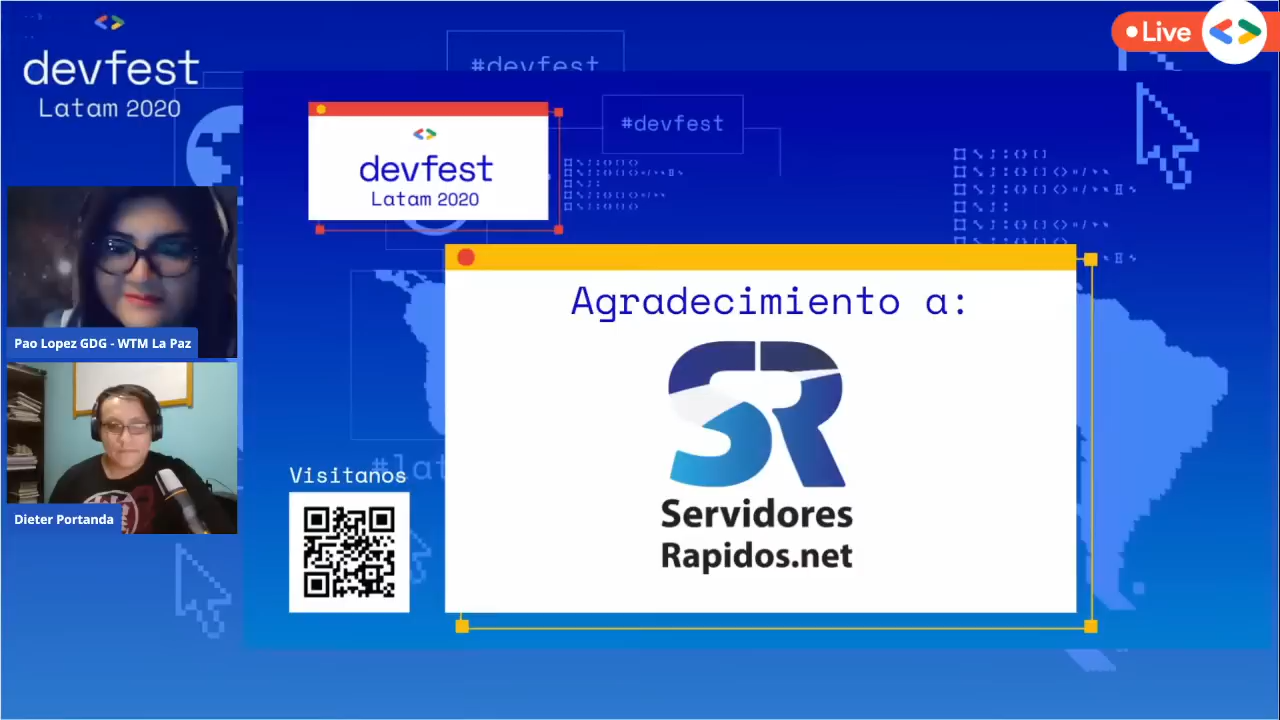 devfest
Latam 2020
Live
#devfest
#devfest
devfest
Latam 2020
Agradecimiento a:
SR
Servidores
Rapidos.net
Pao Lopez GDG - WTM La Paz
Dieter Portanda
Visitanos
#lat